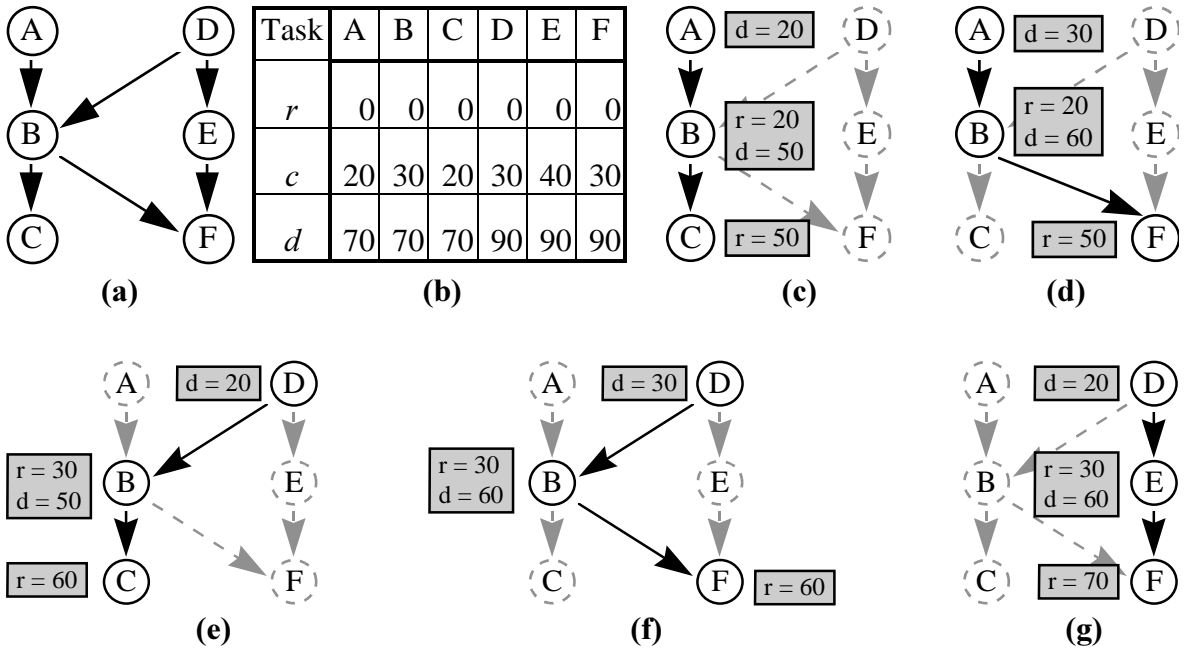 A
D
B
E
C
F
(a)
Task A B C D E F
r 0 0 0 0 0 0
c 20 30 20 30 40 30
d 70 70 70 90 90 90
(b)
A
d = 20
D
B
r = 20
d = 50
E
C
r = 50
F
(c)
A
d = 30
D
B
r = 20
d = 60
E
C
r = 50
F
(d)
A
d = 20
D
r = 30
d = 50
B
E
r = 60
C
F
(e)
A
d = 30
D
r = 30
d = 60
B
E
C
F
r = 60
(f)
A
d = 20
D
B
r = 30
d = 60
E
C
r = 70
F
(g)